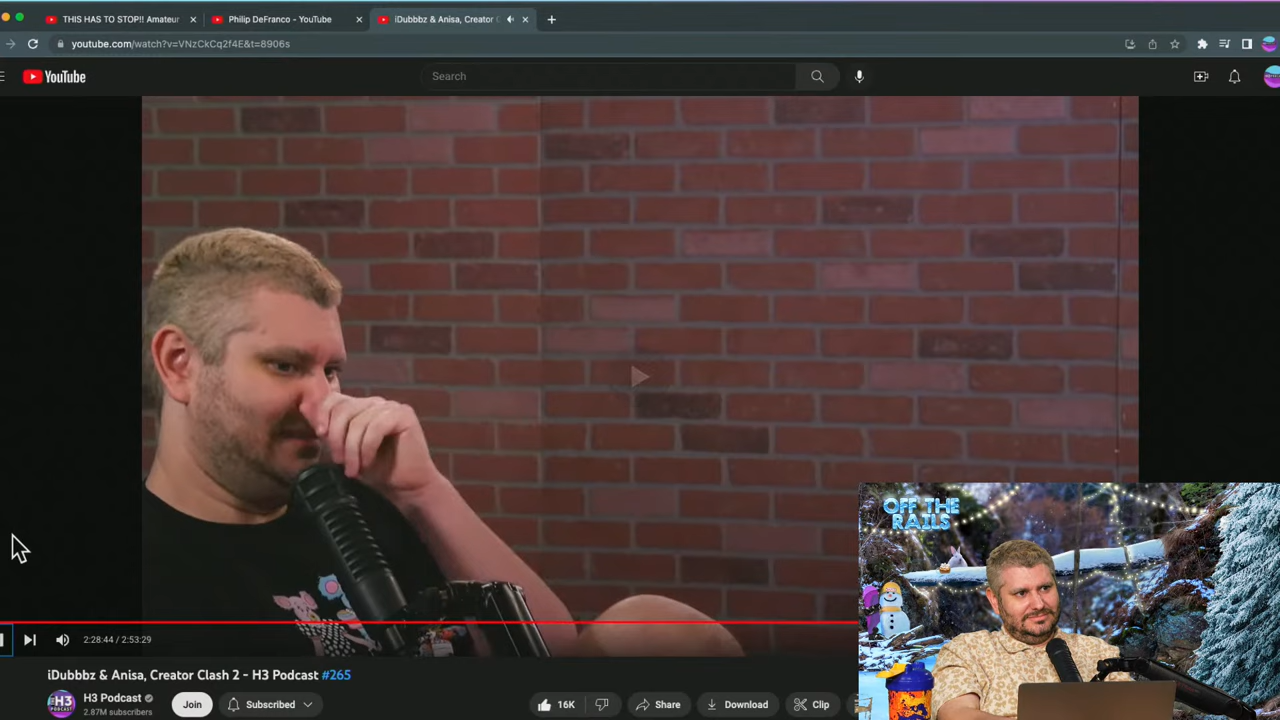 THIS HAS TO STOP!! Amateur
Philip DeFranco - YouTube
iDubbbz & Anisa, Creator C
youtube.com/watch?v=VNzCkCq2f4E&t=8906s
YouTube
Search
OFF THE
RAILS
2:28:44 / 2:53:29
iDubbbz & Anisa, Creator Clash 2 - H3 Podcast #265
H3 Podcast
2.87M subscribers
Join
Subscribed
16K
Share
Download
Clip
H3
PODCAST